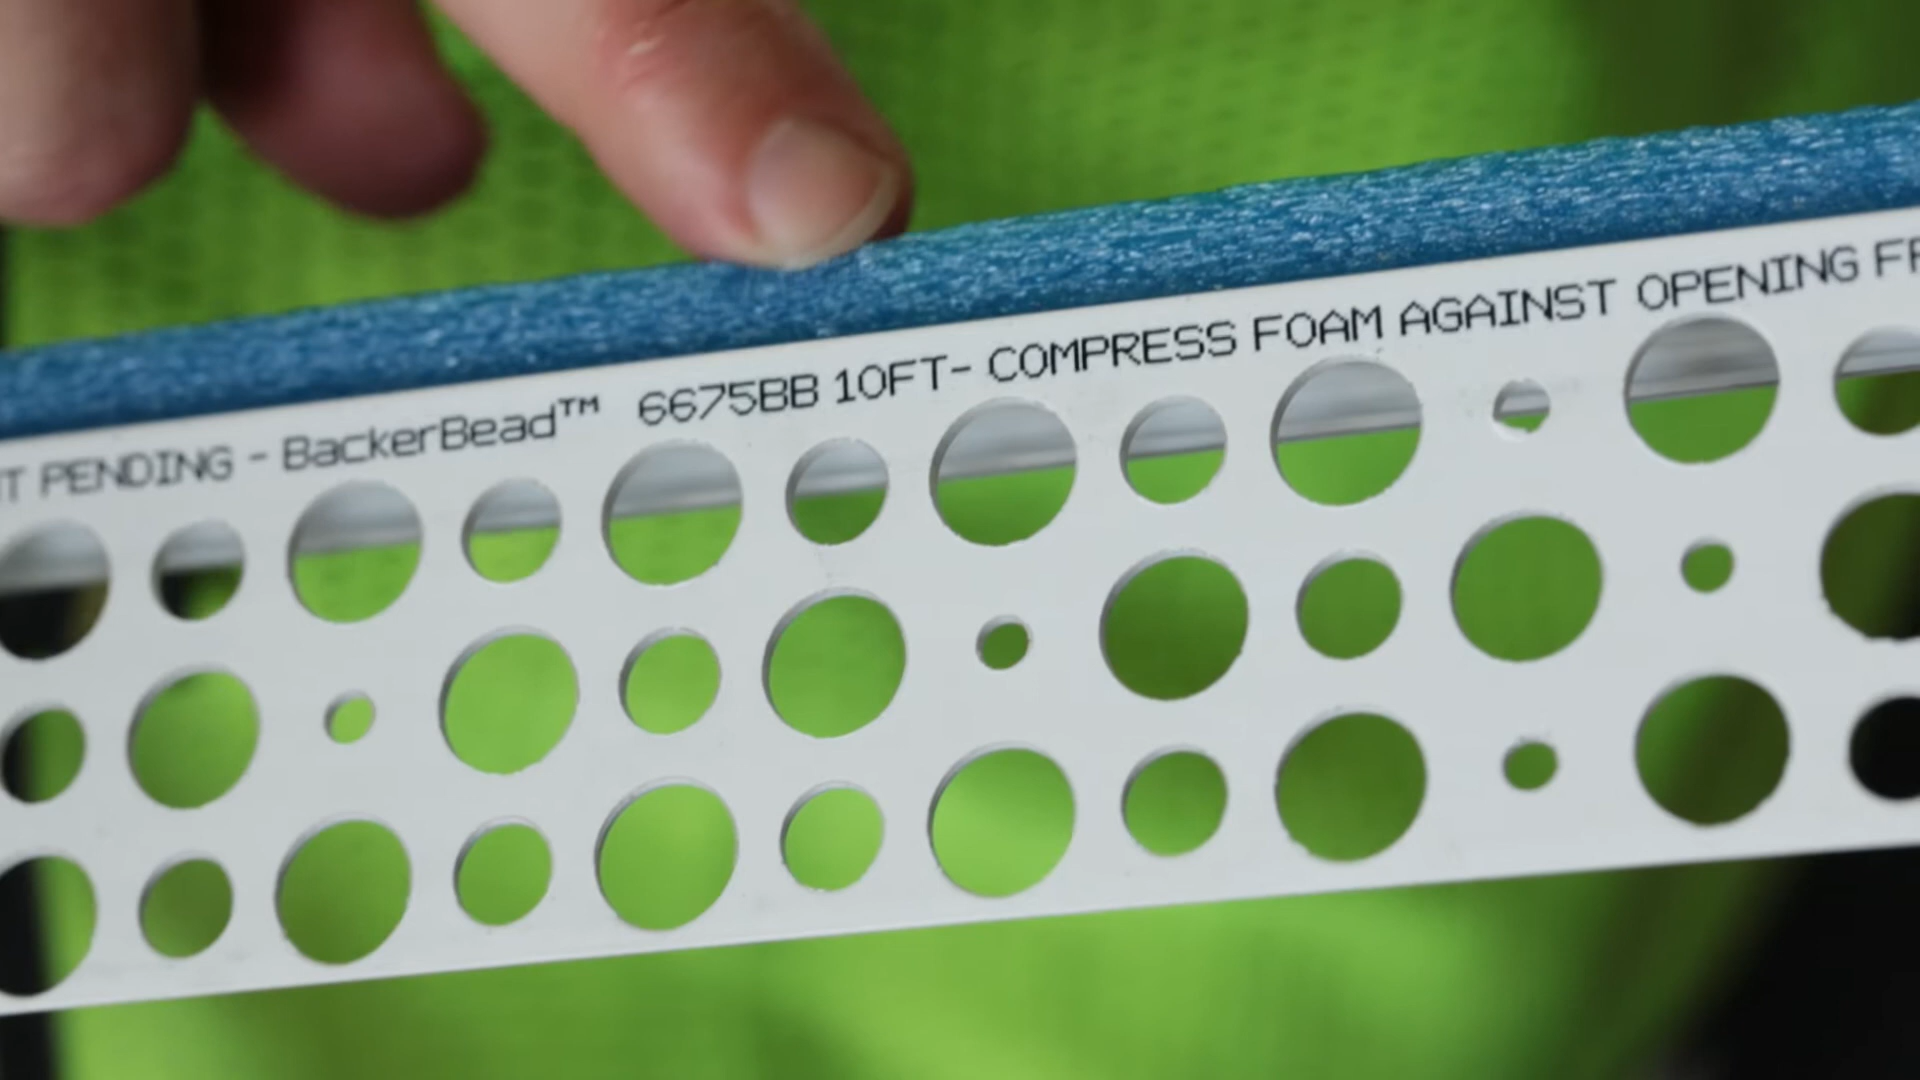 PENDING - BackerBead™ 6675BB 10FT- COMPRESS FOAM AGAINST OPENING